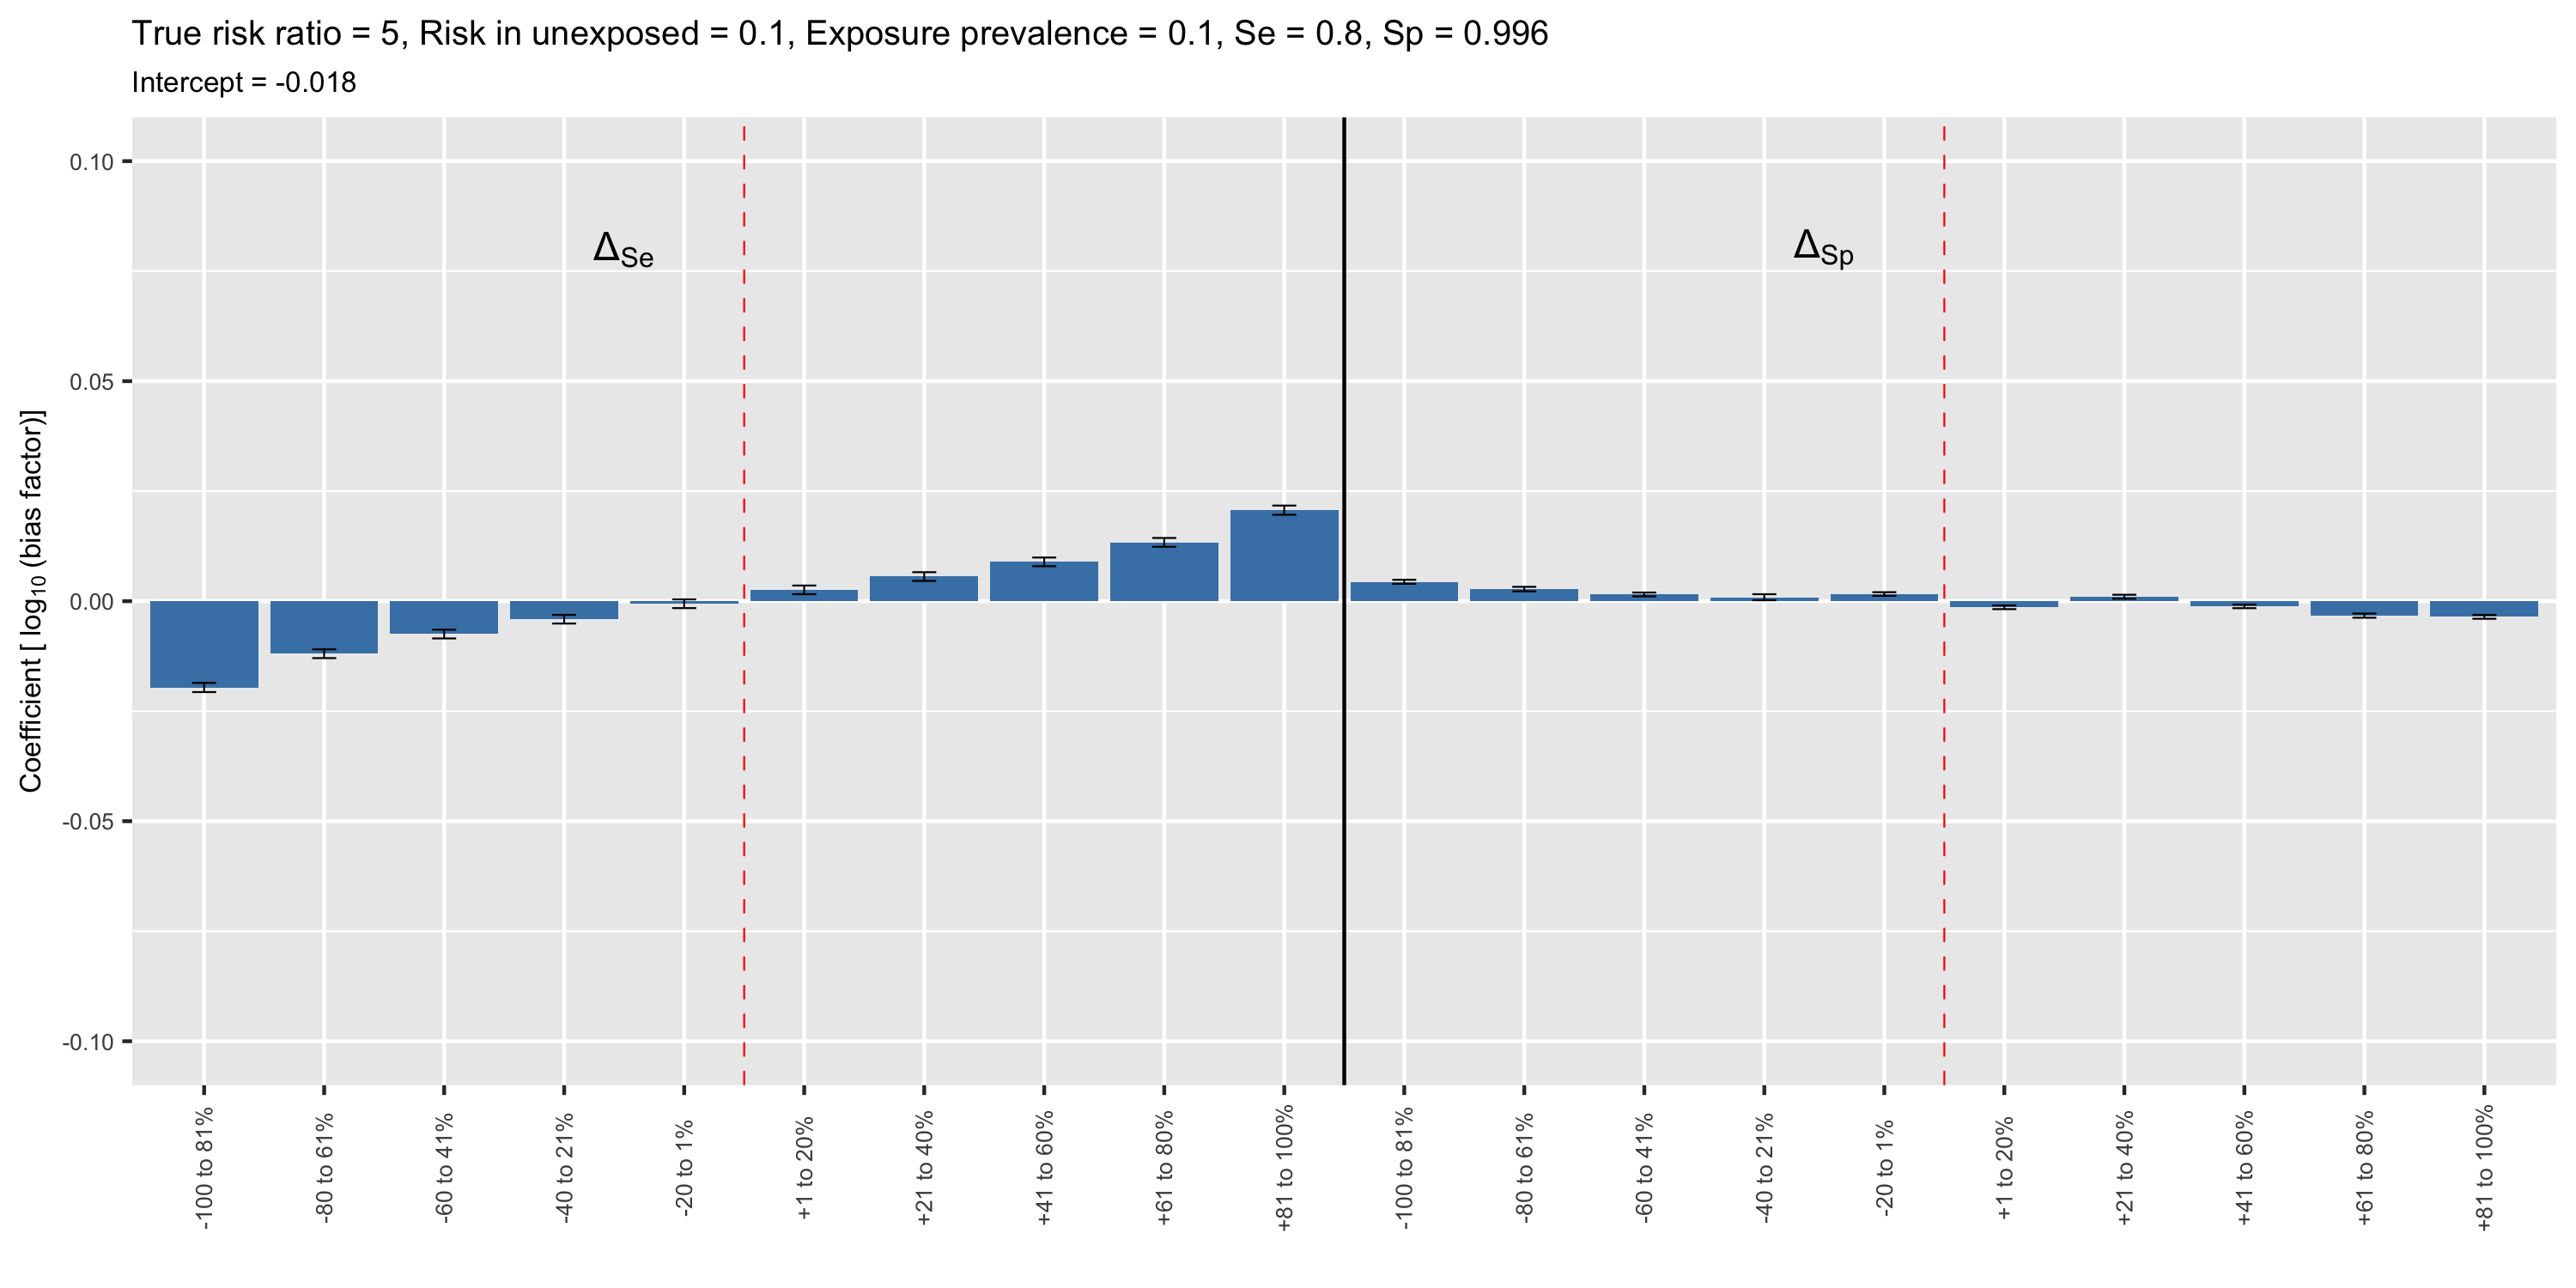 True risk ratio = 5, Risk in unexposed = 0.1, Exposure prevalence = 0.1, Se = 0.8, Sp = 0.996
Intercept = -0.018
Coefficient [ log10 (bias factor)]
0.10
0.05
0.00
-0.05
-0.10
ΔSe
ΔSp
-100 to 81%
-80 to 61%
-60 to 41%
-40 to 21%
-20 to 1%
+1 to 20%
+21 to 40%
+41 to 60%
+61 to 80%
+81 to 100%
-100 to 81%
-80 to 61%
-60 to 41%
-40 to 21%
-20 to 1%
+1 to 20%
+21 to 40%
+41 to 60%
+61 to 80%
+81 to 100%